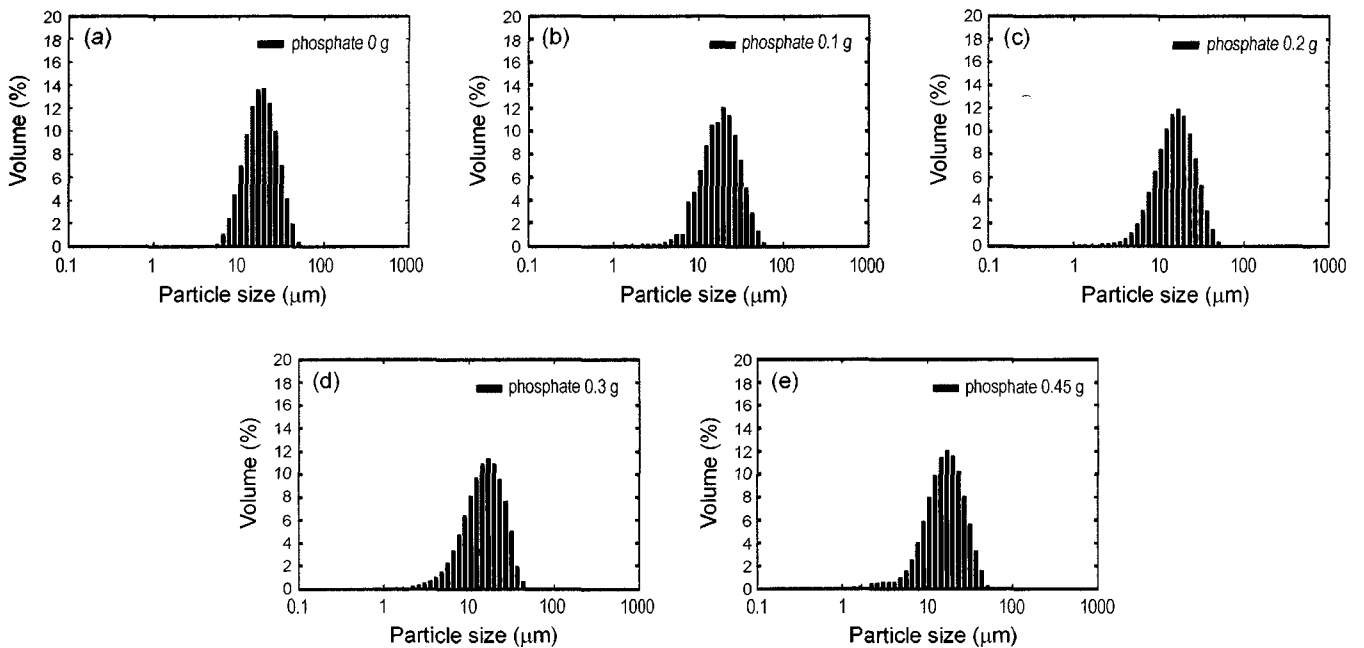 (a)
phosphate 0 g
20
18
16
14
12
10
8
6
4
2
0
Volume (%)
0.1 1 10 100 1000
Particle size (μm)
(b)
phosphate 0.1 g
20
18
16
14
12
10
8
6
4
2
0
Volume (%)
0.1 1 10 100 1000
Particle size (μm)
(c)
phosphate 0.2 g
20
18
16
14
12
10
8
6
4
2
0
Volume (%)
0.1 1 10 100 1000
Particle size (μm)
(d)
phosphate 0.3 g
20
18
16
14
12
10
8
6
4
2
0
Volume (%)
0.1 1 10 100 1000
Particle size (μm)
(e)
phosphate 0.45 g
20
18
16
14
12
10
8
6
4
2
0
Volume (%)
0.1 1 10 100 1000
Particle size (μm)